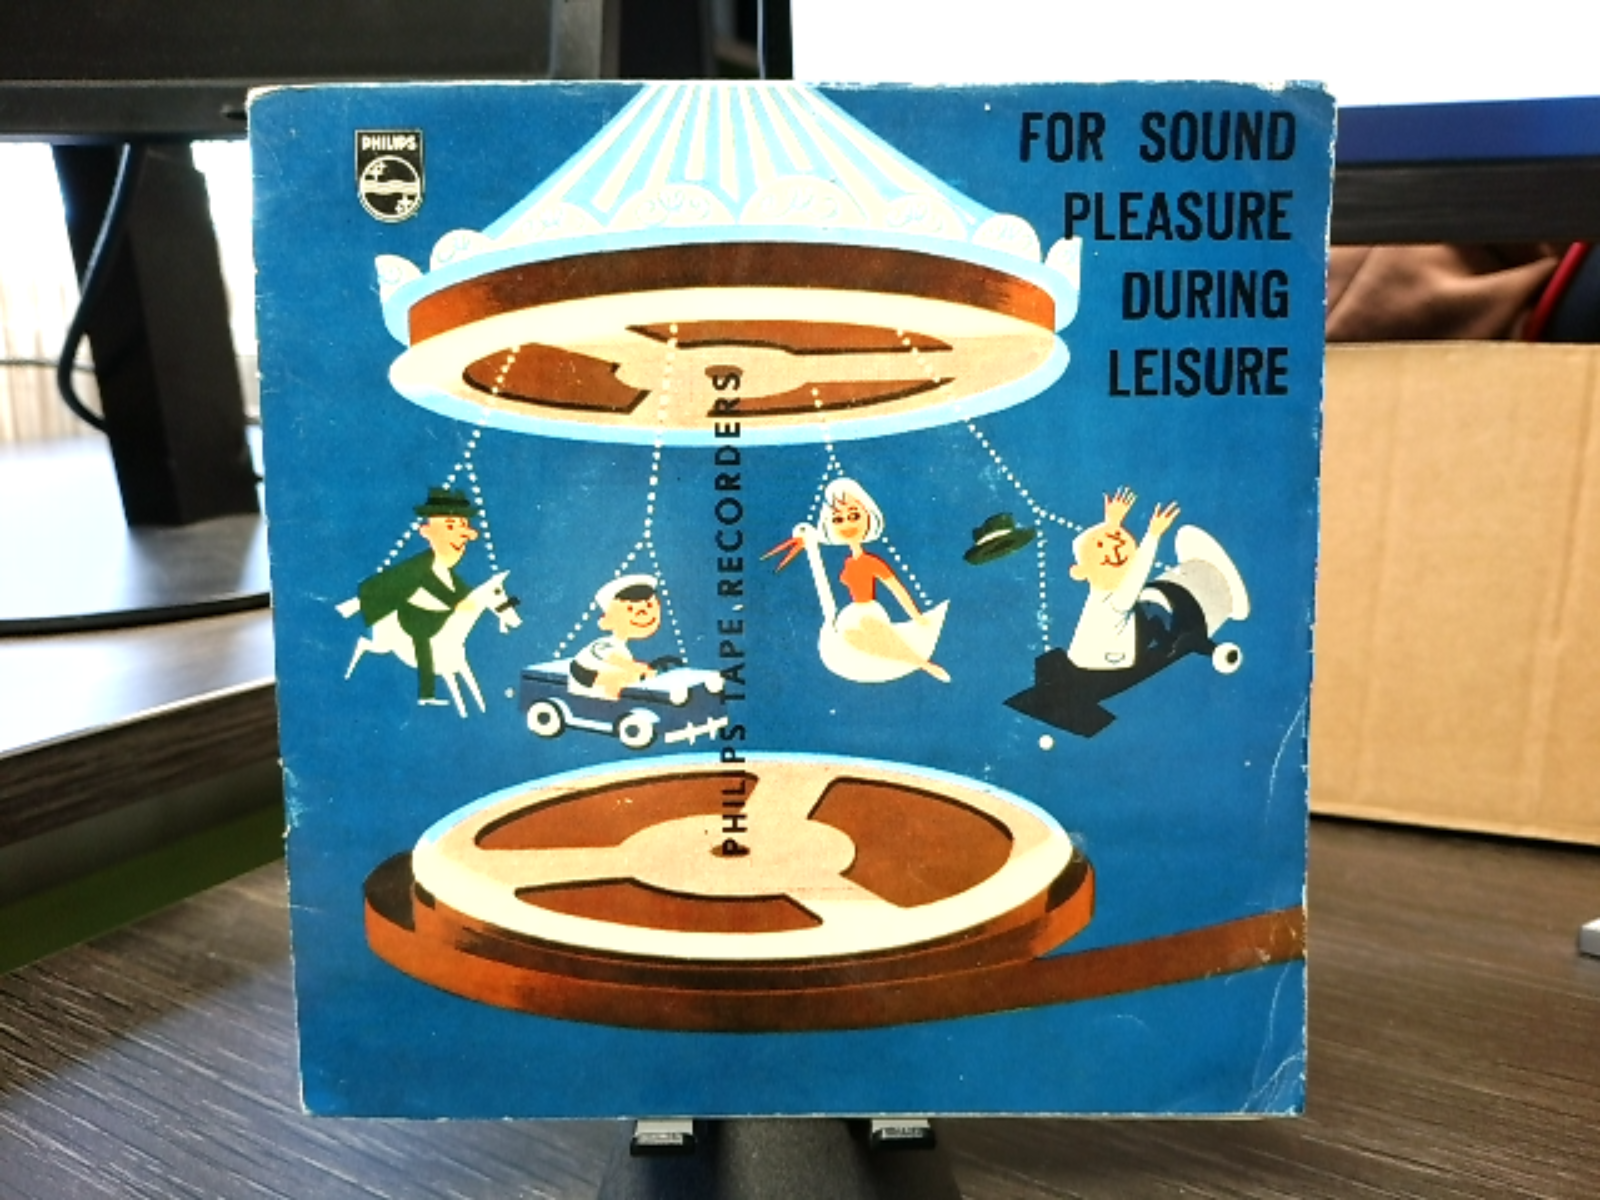 PHILIPS
FOR SOUND
PLEASURE
DURING
LEISURE
PHILIPS TAPE RECORDERS